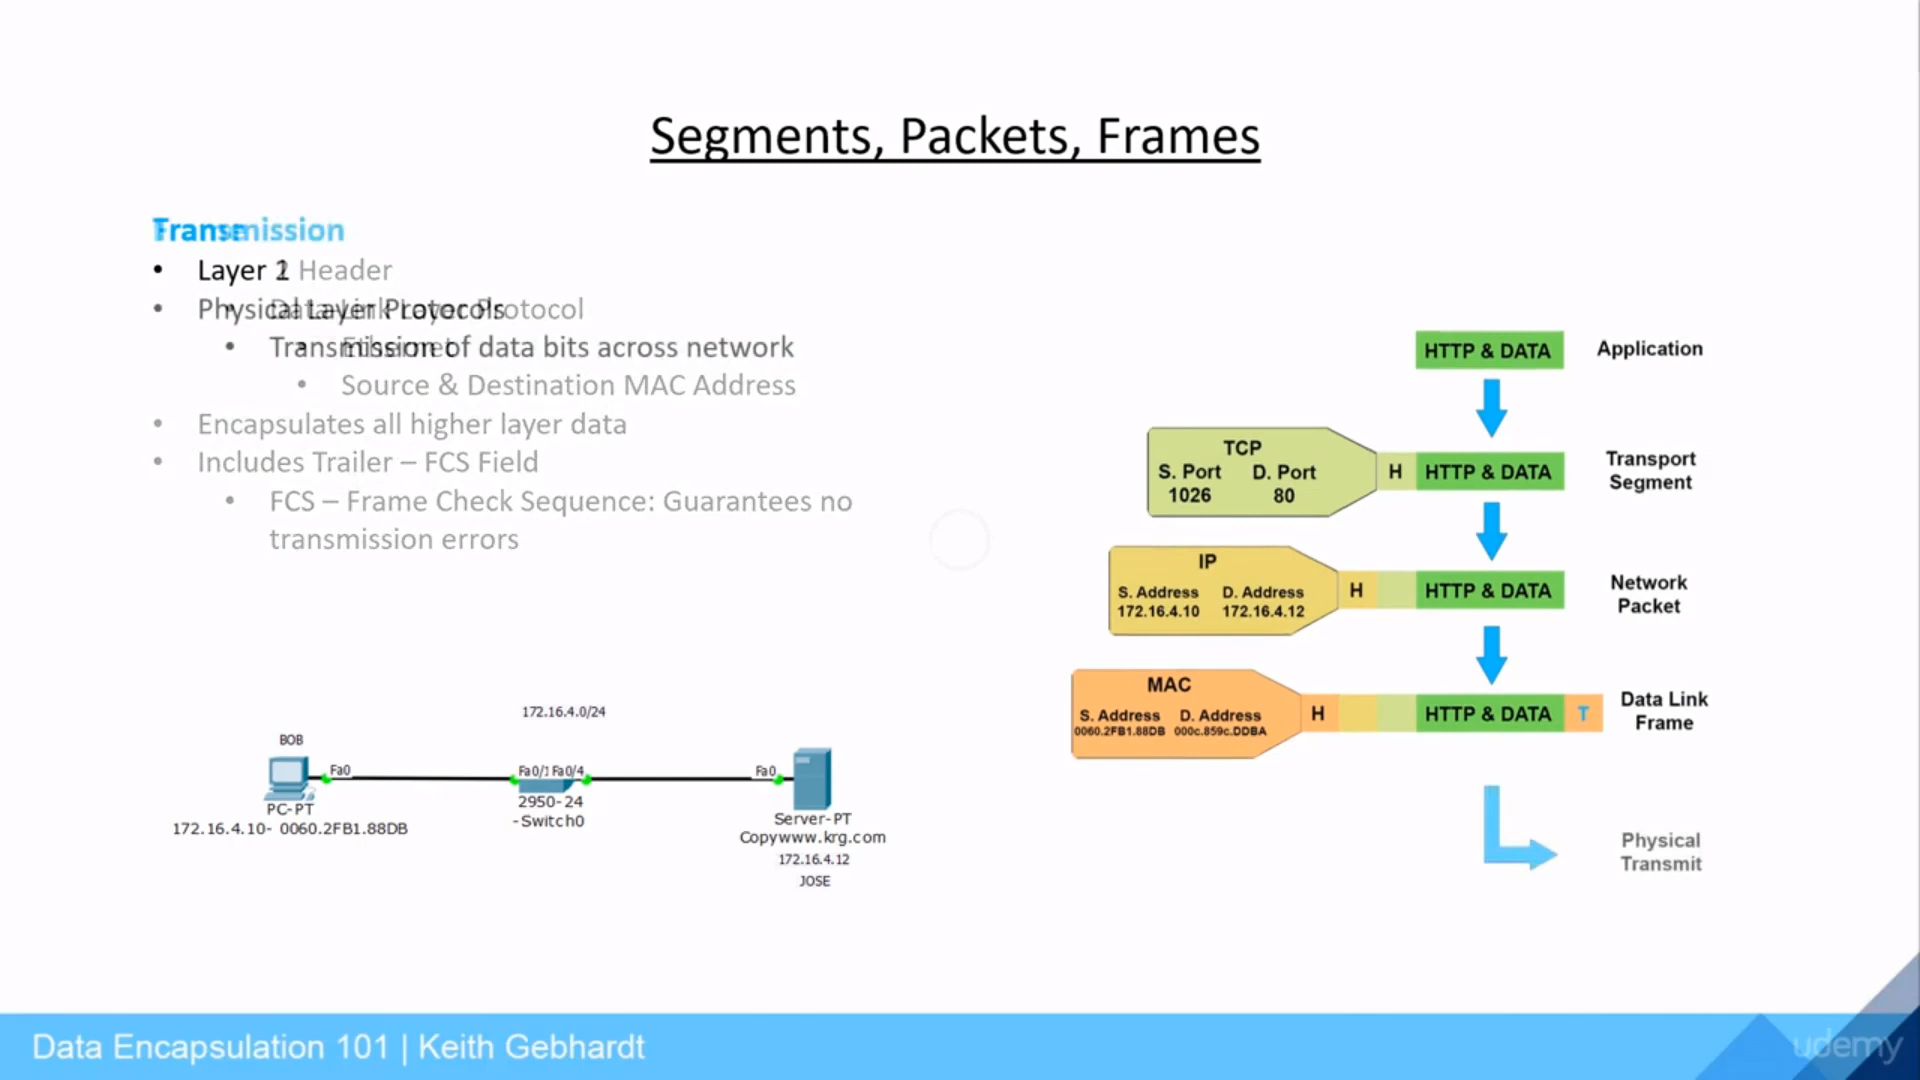 Segments, Packets, Frames
Transmission
Frame
• Layer 1
Layer 2 Header
• Physical Layer Protocols
• Data Link Layer Protocol
• Transmission of data bits across network
• Ethernet
• Source & Destination MAC Address
• Encapsulates all higher layer data
• Includes Trailer – FCS Field
• FCS – Frame Check Sequence: Guarantees no
transmission errors
HTTP & DATA
Application
TCP
S. Port D. Port
1026 80
H
HTTP & DATA
Transport
Segment
IP
S. Address D. Address
172.16.4.10 172.16.4.12
H
HTTP & DATA
Network
Packet
MAC
S. Address D. Address
0060.2FB1.88DB 000c.859c.DDBA
H
HTTP & DATA
T
Data Link
Frame
Physical
Transmit
172.16.4.0/24
BOB
Fa0
Fa0/1 Fa0/4
Fa0
PC-PT
172.16.4.10- 0060.2FB1.88DB
2950-24
-Switch0
Server-PT
Copywww.krg.com
172.16.4.12
JOSE
Data Encapsulation 101 | Keith Gebhardt
udemy